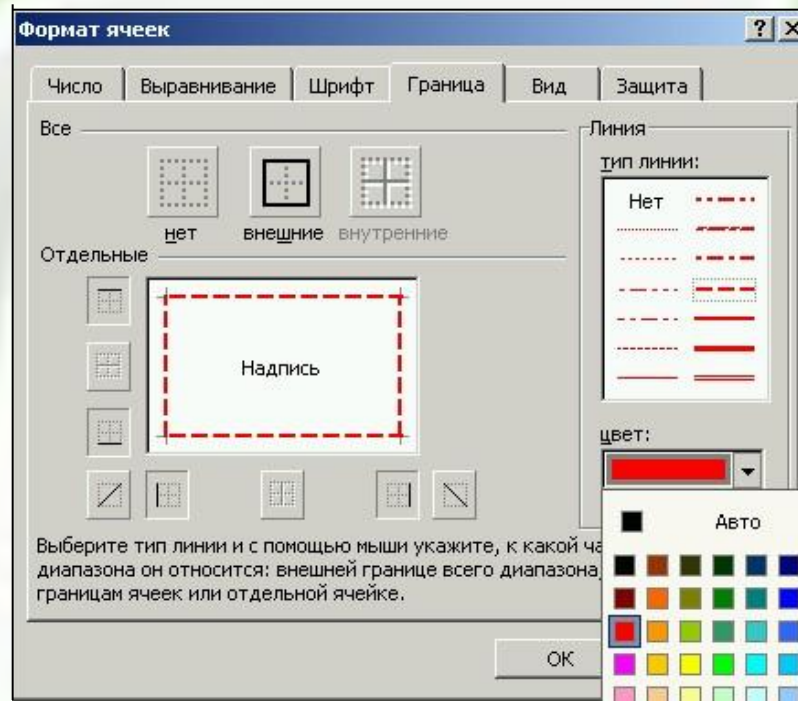 Формат ячеек
Число Выравнивание Шрифт Граница Вид Защита
Все
нет внешние внутренние
Отдельные
Надпись
Линия
тип линии:
Нет
цвет:
Авто
Выберите тип линии и с помощью мыши укажите, к какой ча
диапазона он относится: внешней границе всего диапазона,
границам ячеек или отдельной ячейке.
ОК